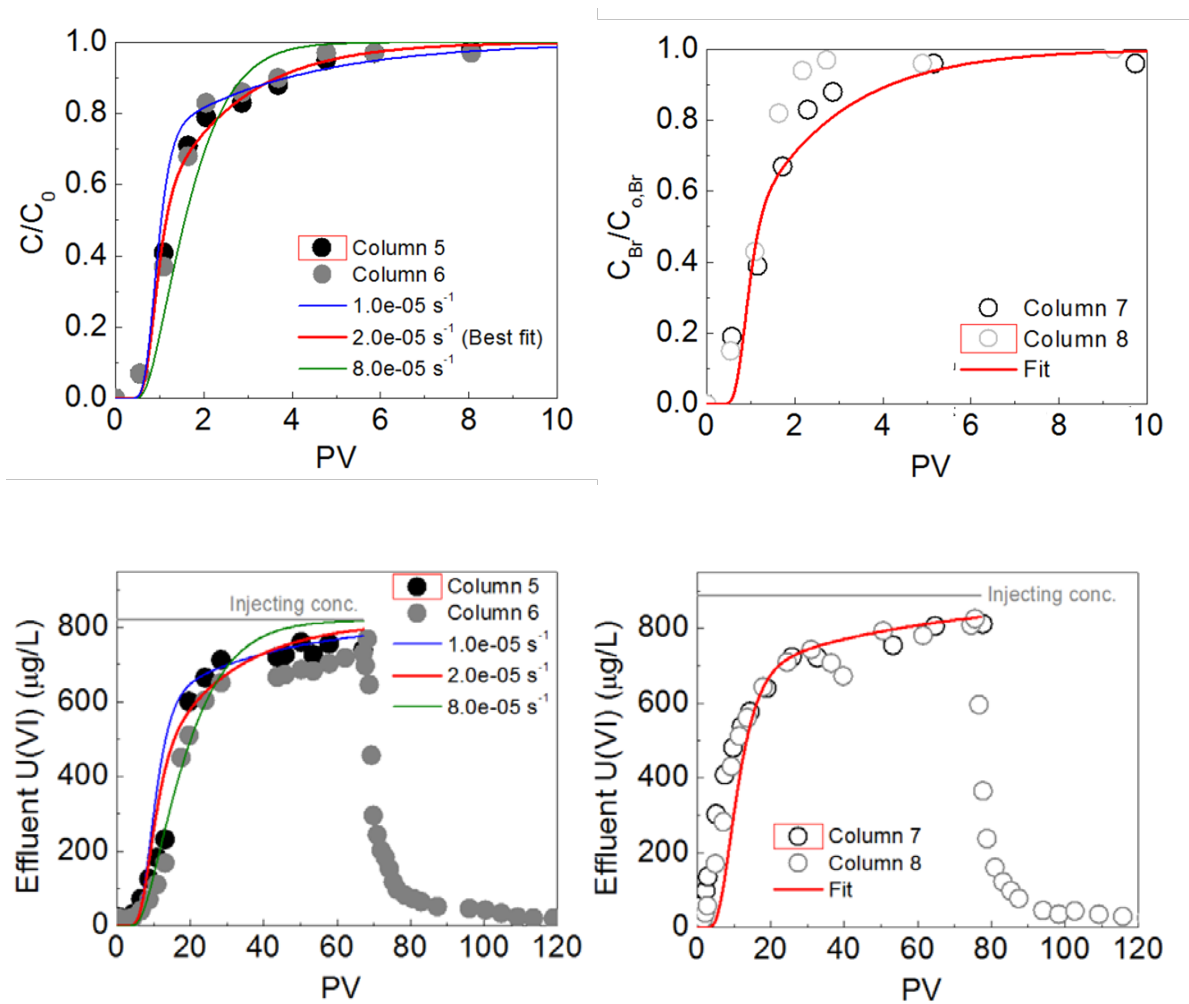 1.0
0.8
0.6
0.4
0.2
0.0
C/C0
Column 5
Column 6
1.0e-05 s-1
2.0e-05 s-1 (Best fit)
8.0e-05 s-1
0 2 4 6 8 10
PV
1.0
0.8
0.6
0.4
0.2
0.0
CBr/Co,Br
Column 7
Column 8
Fit
0 2 4 6 8 10
PV
800
600
400
200
0
Effluent U(VI) (µg/L)
Injecting conc.
Column 5
Column 6
1.0e-05 s-1
2.0e-05 s-1
8.0e-05 s-1
0 20 40 60 80 100 120
PV
800
600
400
200
0
Effluent U(VI) (µg/L)
Injecting conc.
Column 7
Column 8
Fit
0 20 40 60 80 100 120
PV